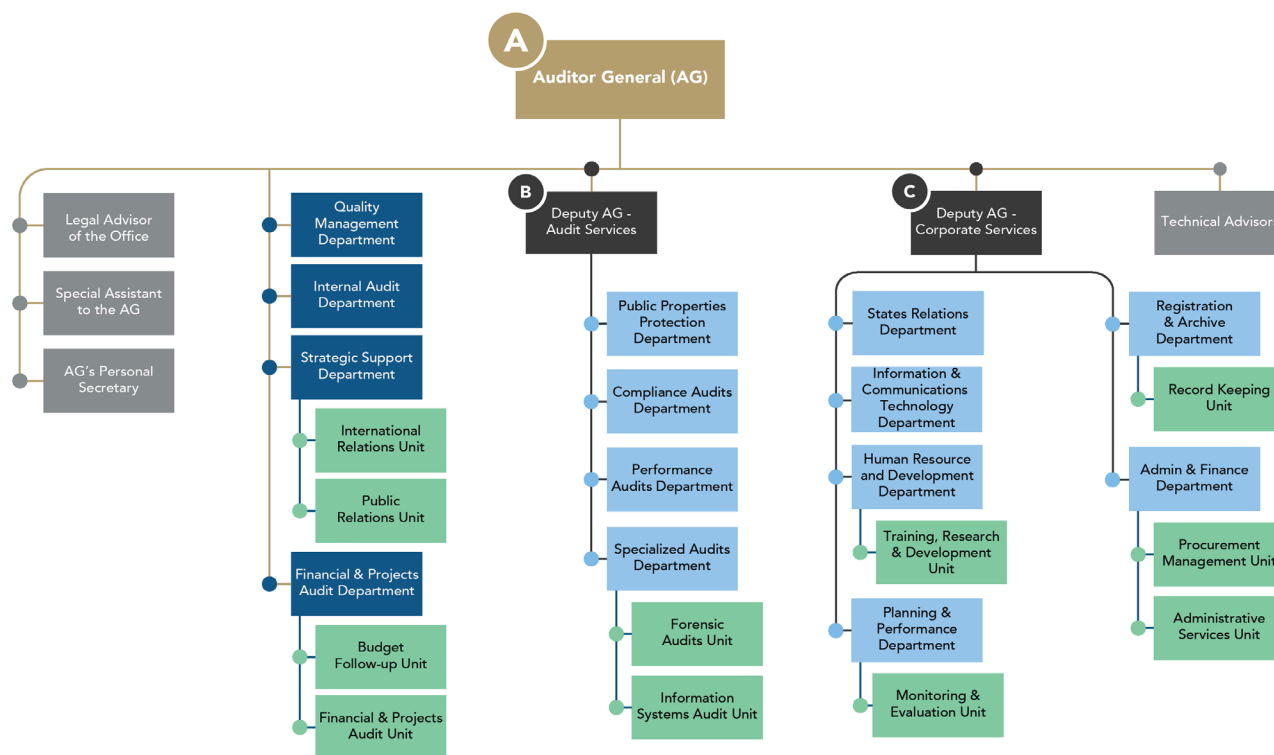 A
Auditor General (AG)
Legal Advisor
of the Office
Special Assistant
to the AG
AG's Personal
Secretary
Quality
Management
Department
Internal Audit
Department
Strategic Support
Department
International
Relations Unit
Public
Relations Unit
Financial & Projects
Audit Department
Budget
Follow-up Unit
Financial & Projects
Audit Unit
B
Deputy AG -
Audit Services
Public Properties
Protection
Department
Compliance Audits
Department
Performance
Audits Department
Specialized Audits
Department
Forensic
Audits Unit
Information
Systems Audit Unit
C
Deputy AG -
Corporate Services
States Relations
Department
Information &
Communications
Technology
Department
Human Resource
and Development
Department
Training, Research
& Development
Unit
Planning &
Performance
Department
Monitoring &
Evaluation Unit
Registration
& Archive
Department
Record Keeping
Unit
Admin & Finance
Department
Procurement
Management Unit
Administrative
Services Unit
Technical Advisor